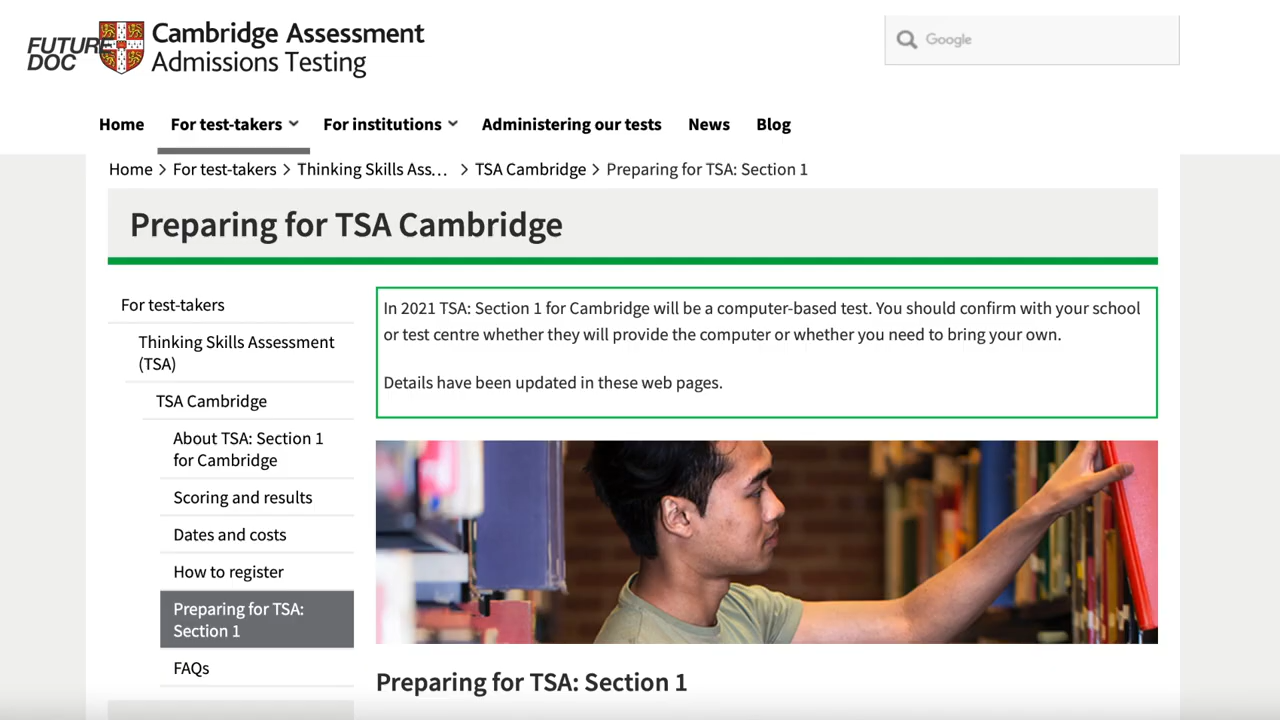 FUTURE
DOC
Cambridge Assessment
Admissions Testing
Google
Home For test-takers For institutions Administering our tests News Blog
Home > For test-takers > Thinking Skills Ass... > TSA Cambridge > Preparing for TSA: Section 1
Preparing for TSA Cambridge
For test-takers
Thinking Skills Assessment
(TSA)
TSA Cambridge
About TSA: Section 1
for Cambridge
Scoring and results
Dates and costs
How to register
Preparing for TSA:
Section 1
FAQs
In 2021 TSA: Section 1 for Cambridge will be a computer-based test. You should confirm with your school
or test centre whether they will provide the computer or whether you need to bring your own.
Details have been updated in these web pages.
Preparing for TSA: Section 1